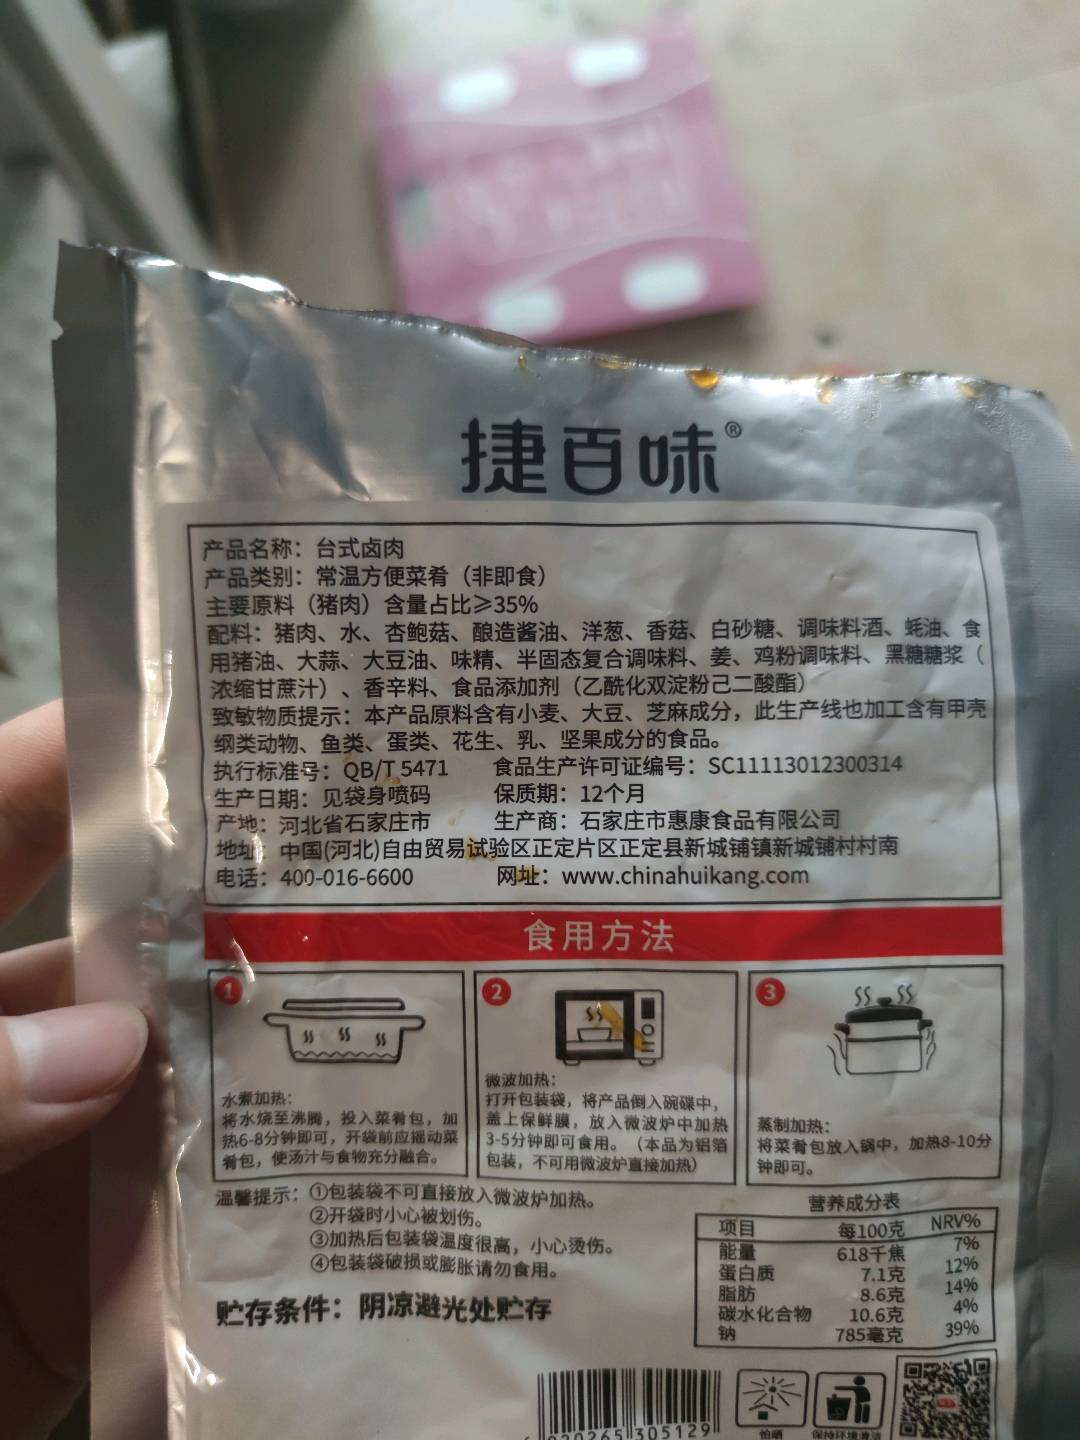 捷百味®
产品名称：台式卤肉
产品类别：常温方便菜肴（非即食）
主要原料（猪肉）含量占比≥35%
配料：猪肉、水、杏鲍菇、酿造酱油、洋葱、香菇、白砂糖、调味料酒、蚝油、食
用猪油、大蒜、大豆油、味精、半固态复合调味料、姜、鸡粉调味料、黑糖糖浆（
浓缩甘蔗汁）、香辛料、食品添加剂（乙酰化双淀粉己二酸酯）
致敏物质提示：本产品原料含有小麦、大豆、芝麻成分，此生产线也加工含有甲壳
纲类动物、鱼类、蛋类、花生、乳、坚果成分的食品。
执行标准号：QB/T 5471 食品生产许可证编号：SC11113012300314
生产日期：见袋身喷码 保质期：12个月
产地：河北省石家庄市 生产商：石家庄市惠康食品有限公司
地址：中国(河北)自由贸易试验区正定片区正定县新城铺镇新城铺村村南
电话：400-016-6600 网址：www.chinahuikang.com
食用方法
1
水煮加热：
将水烧至沸腾，投入菜肴包，加
热6-8分钟即可，开袋前应摇动菜
肴包，使汤汁与食物充分融合。
2
微波加热：
打开包装袋，将产品倒入碗碟中，
盖上保鲜膜，放入微波炉中加热
3-5分钟即可食用。（本品为铝箔
包装，不可用微波炉直接加热）
3
蒸制加热：
将菜肴包放入锅中，加热8-10分
钟即可。
温馨提示：①包装袋不可直接放入微波炉加热。
②开袋时小心被划伤。
③加热后包装袋温度很高，小心烫伤。
④包装袋破损或膨胀请勿食用。
贮存条件：阴凉避光处贮存
营养成分表
项目 每100克 NRV%
能量 618千焦 7%
蛋白质 7.1克 12%
脂肪 8.6克 14%
碳水化合物 10.6克 4%
钠 785毫克 39%
920265 305129
怕晒
保持环境清洁